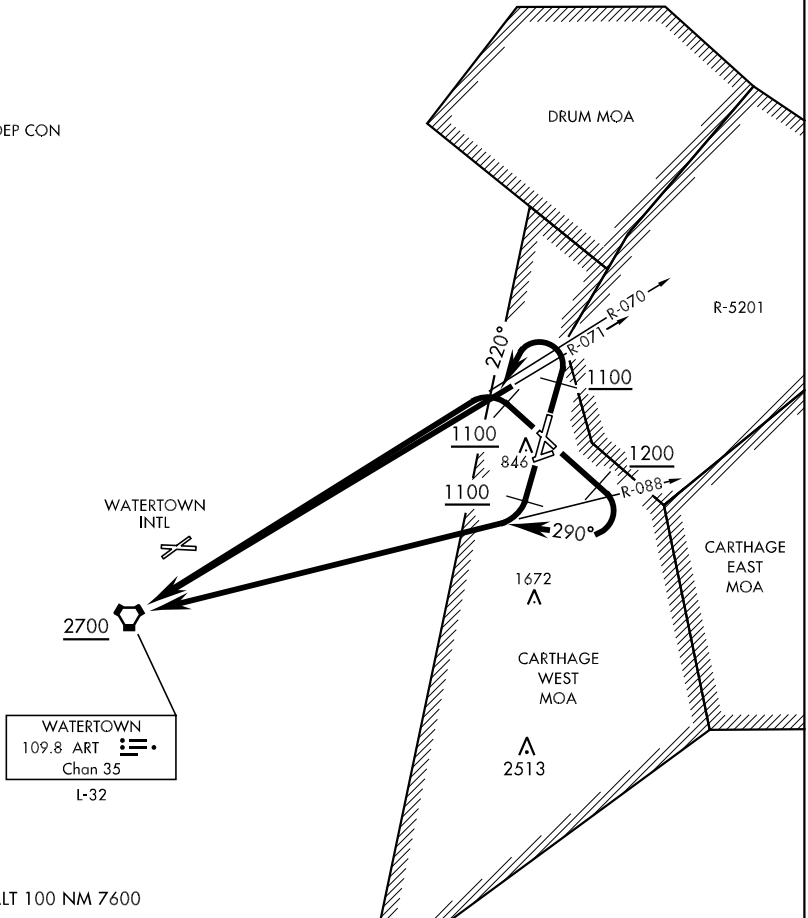 DEP CON
DRUM MOA
R-5201
R-070
R-071
220°
1100
1100
846
1200
1100
R-088
290°
WATERTOWN
INTL
2700
CARTHAGE
EAST
MOA
1672
CARTHAGE
WEST
MOA
2513
WATERTOWN
109.8 ART
Chan 35
L-32
ALT 100 NM 7600